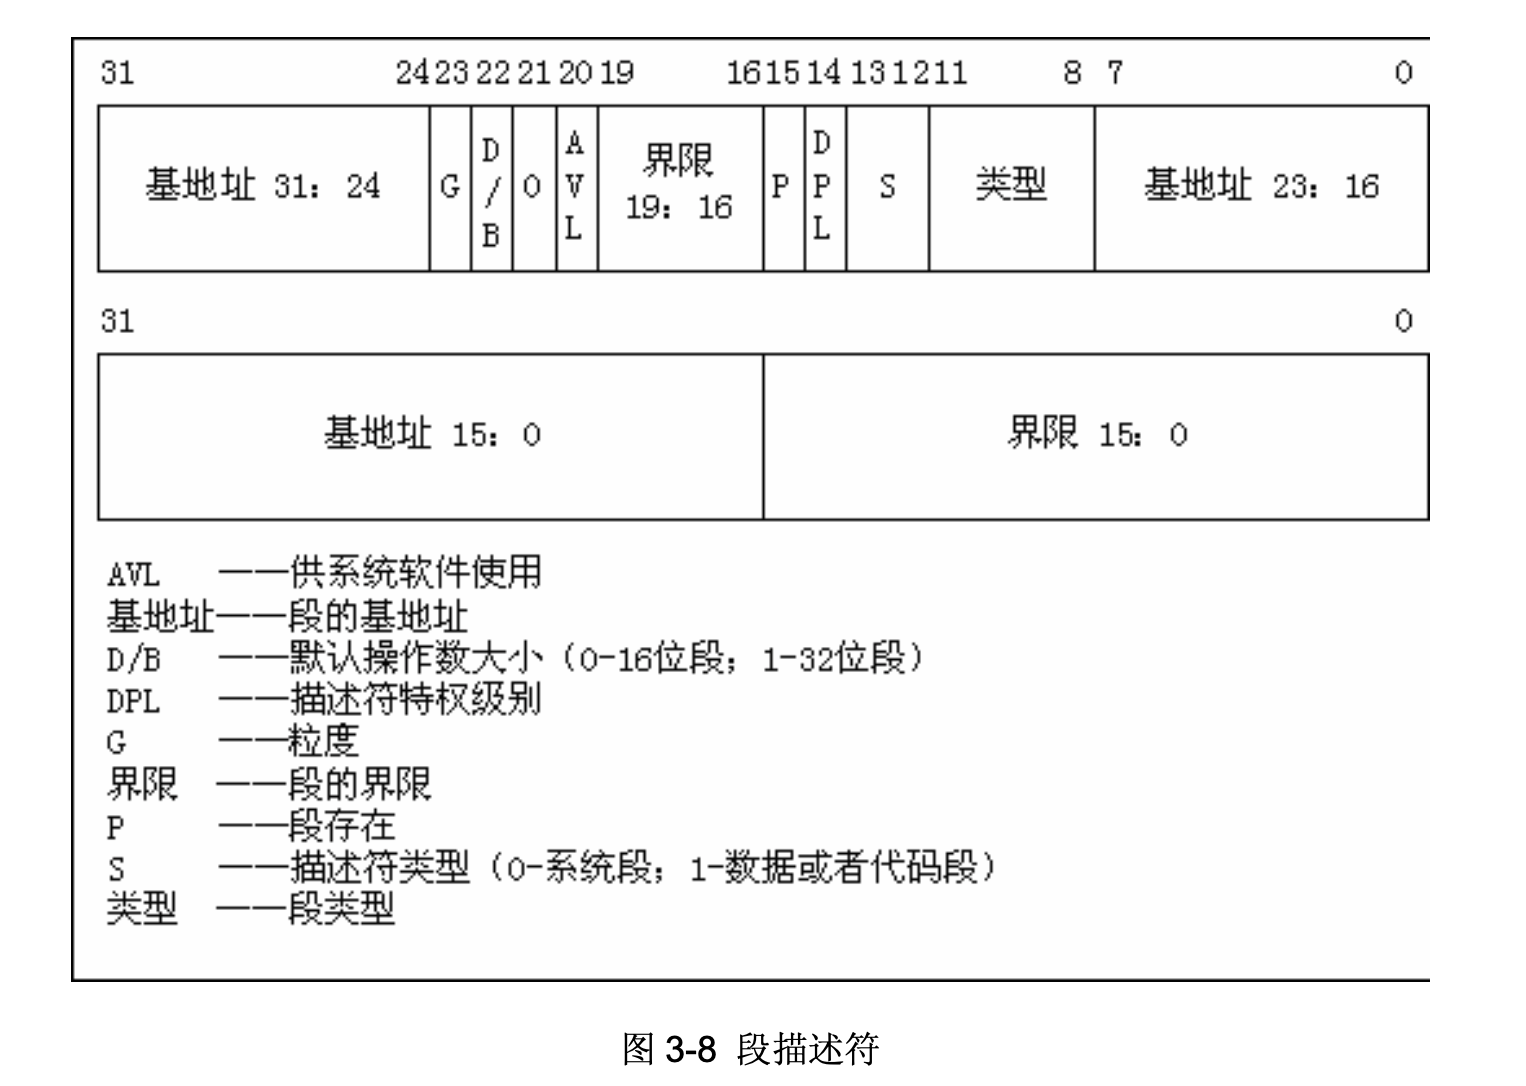 31 24 23 22 21 20 19 16 15 14 13 12 11 8 7 0
基地址 31：24 G D/B 0 AVL 界限 19：16 P DPL S 类型 基地址 23：16
31 0
基地址 15：0 界限 15：0
AVL ——供系统软件使用
基地址——段的基地址
D/B ——默认操作数大小（0-16位段；1-32位段）
DPL ——描述符特权级别
G ——粒度
界限 ——段的界限
P ——段存在
S ——描述符类型（0-系统段；1-数据或者代码段）
类型 ——段类型
图 3-8 段描述符